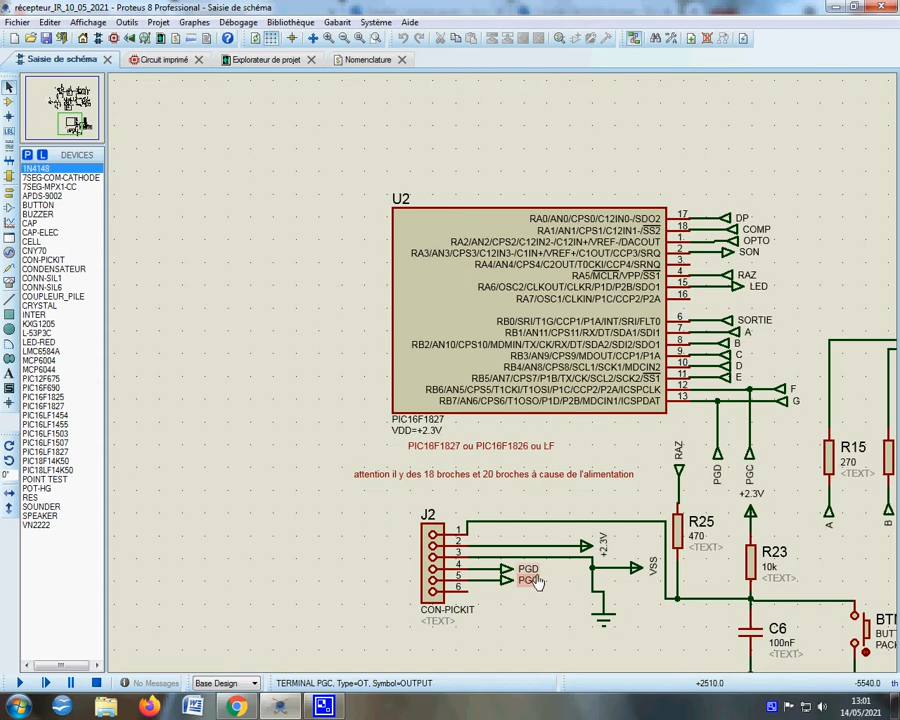 récepteur_IR_10_05_2021 - Proteus 8 Professional - Saisie de schéma
Fichier Editer Affichage Outils Projet Graphes Débogage Bibliothèque Gabarit Système Aide
Saisie de schéma Circuit imprimé Explorateur de projet Nomenclature
P L DEVICES
1N4148
7SEG-COM-CATHODE
7SEG-MPX1-CC
APDS-9002
BUTTON
BUZZER
CAP
CAP-ELEC
CELL
CNY70
CON-PICKIT
CONDENSATEUR
CONN-SIL1
CONN-SIL6
COUPLEUR_PILE
CRYSTAL
INTER
KXG1205
L-53P3C
LED-RED
LMC6584A
MCP6004
MCP6044
PIC12F675
PIC16F690
PIC16F1825
PIC16F1827
PIC16LF1454
PIC16LF1455
PIC16LF1503
PIC16LF1507
PIC16LF1827
PIC18F14K50
PIC18LF14K50
POINT TEST
POT-HG
RES
SOUNDER
SPEAKER
VN2222
0°
U2
RA0/AN0/CPS0/C12IN0-/SDO2 17 DP
RA1/AN1/CPS1/C12IN1-/SS2 18 COMP
RA2/AN2/CPS2/C12IN2-/C12IN+/VREF-/DACOUT 1 OPTO
RA3/AN3/CPS3/C12IN3-/C1IN+/VREF+/C1OUT/CCP3/SRQ 2 SON
RA4/AN4/CPS4/C2OUT/T0CKI/CCP4/SRNQ 3
RA5/MCLR/VPP/SS1 4 RAZ
RA6/OSC2/CLKOUT/CLKR/P1D/P2B/SDO1 15 LED
RA7/OSC1/CLKIN/P1C/CCP2/P2A 16
RB0/SRI/T1G/CCP1/P1A/INT/SRI/FLT0 6 SORTIE
RB1/AN11/CPS11/RX/DT/SDA1/SDI1 7 A
RB2/AN10/CPS10/MDMIN/TX/CK/RX/DT/SDA2/SDI2/SDO1 8 B
RB3/AN9/CPS9/MDOUT/CCP1/P1A 9 C
RB4/AN8/CPS8/SCL1/SCK1/MDCIN2 10 D
RB5/AN7/CPS7/P1B/TX/CK/SCL2/SCK2/SS1 11 E
RB6/AN5/CPS5/T1CKI/T1OSI/P1C/CCP2/P2A/ICSPCLK 12 F
RB7/AN6/CPS6/T1OSO/P1D/P2B/MDCIN1/ICSPDAT 13 G
PIC16F1827
VDD=+2.3V
PIC16F1827 ou PIC16F1826 ou LF
attention il y des 18 broches et 20 broches à cause de l'alimentation
RAZ
PGD
PGC
+2.3V
R15
270
<TEXT>
A
B
J2
1
2
3
4 PGD
5
6
CON-PICKIT
<TEXT>
+2.3V
VSS
R25
470
<TEXT>
R23
10k
<TEXT>
C6
100nF
<TEXT>
No Messages Base Design TERMINAL PGC, Type=OT, Symbol=OUTPUT +2510.0 -5540.0 th
13:01
14/05/2021